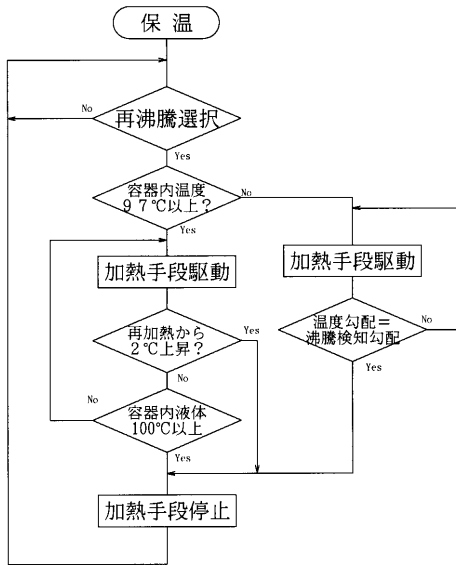 保 温
再沸騰選択
No
Yes
容器内温度
97℃以上?
No
Yes
加熱手段駆動
加熱手段駆動
再加熱から
2℃上昇?
Yes
No
温度勾配=
沸騰検知勾配
No
Yes
容器内液体
100℃以上
No
Yes
加熱手段停止